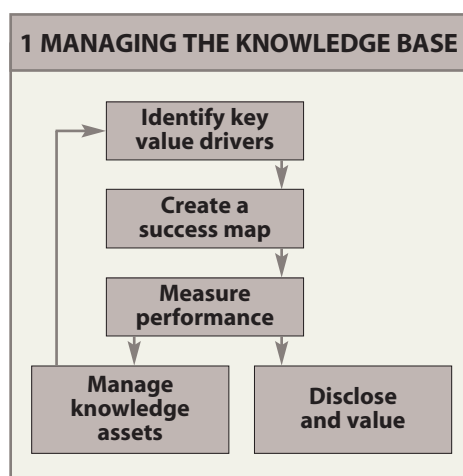 1 MANAGING THE KNOWLEDGE BASE
Identify key
value drivers
Create a
success map
Measure
performance
Manage
knowledge
assets
Disclose
and value